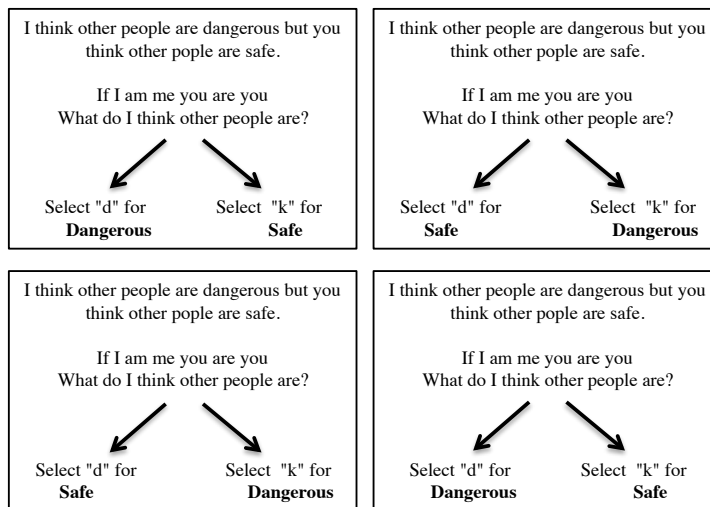 I think other people are dangerous but you
think other pople are safe.
If I am me you are you
What do I think other people are?
Select "d" for
Dangerous
Select "k" for
Safe
I think other people are dangerous but you
think other pople are safe.
If I am me you are you
What do I think other people are?
Select "d" for
Safe
Select "k" for
Dangerous
I think other people are dangerous but you
think other pople are safe.
If I am me you are you
What do I think other people are?
Select "d" for
Safe
Select "k" for
Dangerous
I think other people are dangerous but you
think other pople are safe.
If I am me you are you
What do I think other people are?
Select "d" for
Dangerous
Select "k" for
Safe